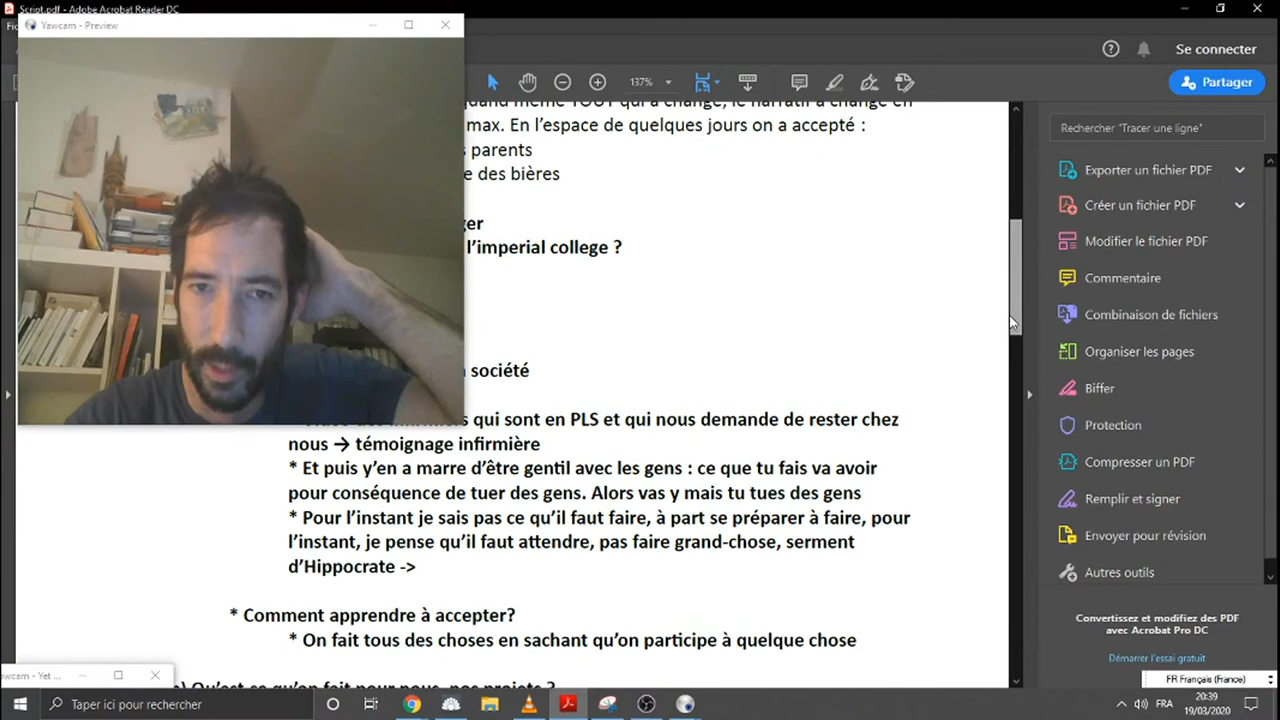 Script.pdf - Adobe Acrobat Reader DC
Yawcam - Preview
Se connecter
137%
Partager
quand même TOUT qui a changé, le narratif a changé en
max. En l’espace de quelques jours on a accepté :
parents
des bières
Rechercher "Tracer une ligne"
Exporter un fichier PDF
Créer un fichier PDF
Modifier le fichier PDF
Commentaire
Combinaison de fichiers
Organiser les pages
Biffer
Protection
Compresser un PDF
Remplir et signer
Envoyer pour révision
Autres outils
Convertissez et modifiez des PDF
avec Acrobat Pro DC
Démarrer l'essai gratuit
l’imperial college ?
société
qui sont en PLS et qui nous demande de rester chez
nous → témoignage infirmière
* Et puis y’en a marre d’être gentil avec les gens : ce que tu fais va avoir
pour conséquence de tuer des gens. Alors vas y mais tu tues des gens
* Pour l’instant je sais pas ce qu’il faut faire, à part se préparer à faire, pour
l’instant, je pense qu’il faut attendre, pas faire grand-chose, serment
d’Hippocrate ->
* Comment apprendre à accepter?
* On fait tous des choses en sachant qu’on participe à quelque chose
Taper ici pour rechercher
FR Français (France)
FRA
20:39
19/03/2020